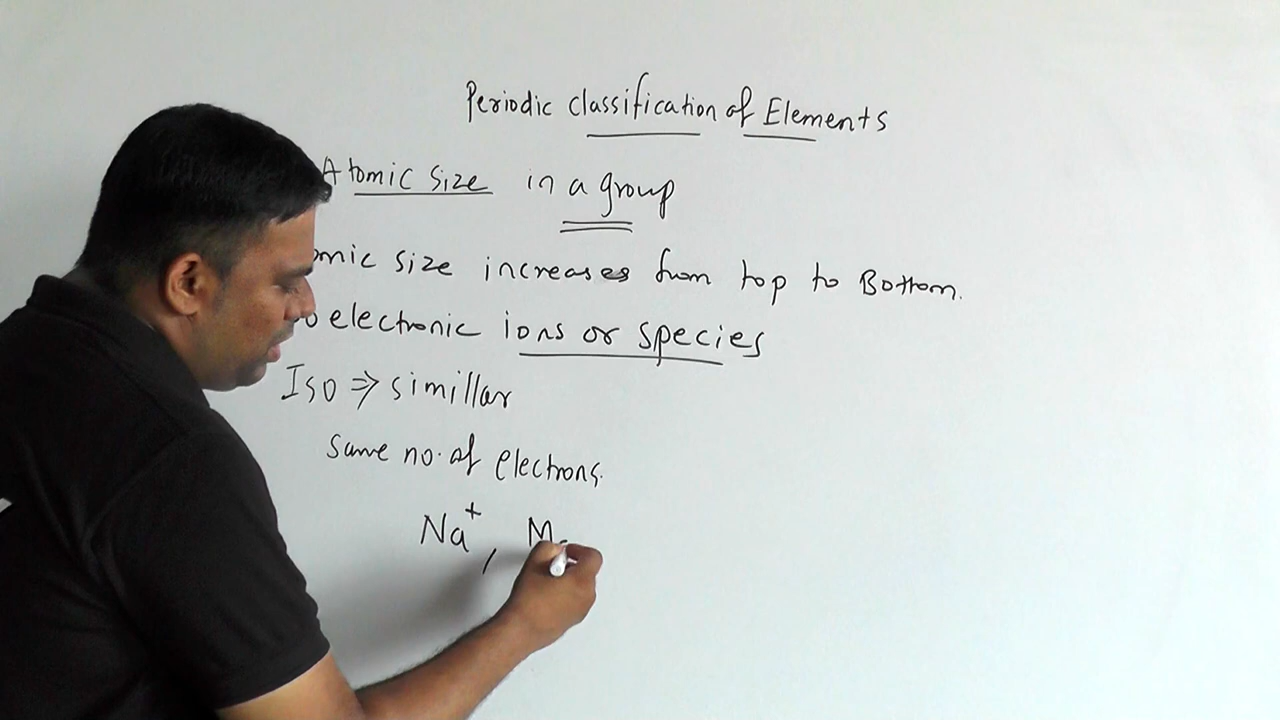 Periodic classification of Elements
Atomic Size in a group
omic size increases from top to Bottom.
o electronic ions or species
Iso ⇒ simillar
Same no. of electrons.
Na⁺, M